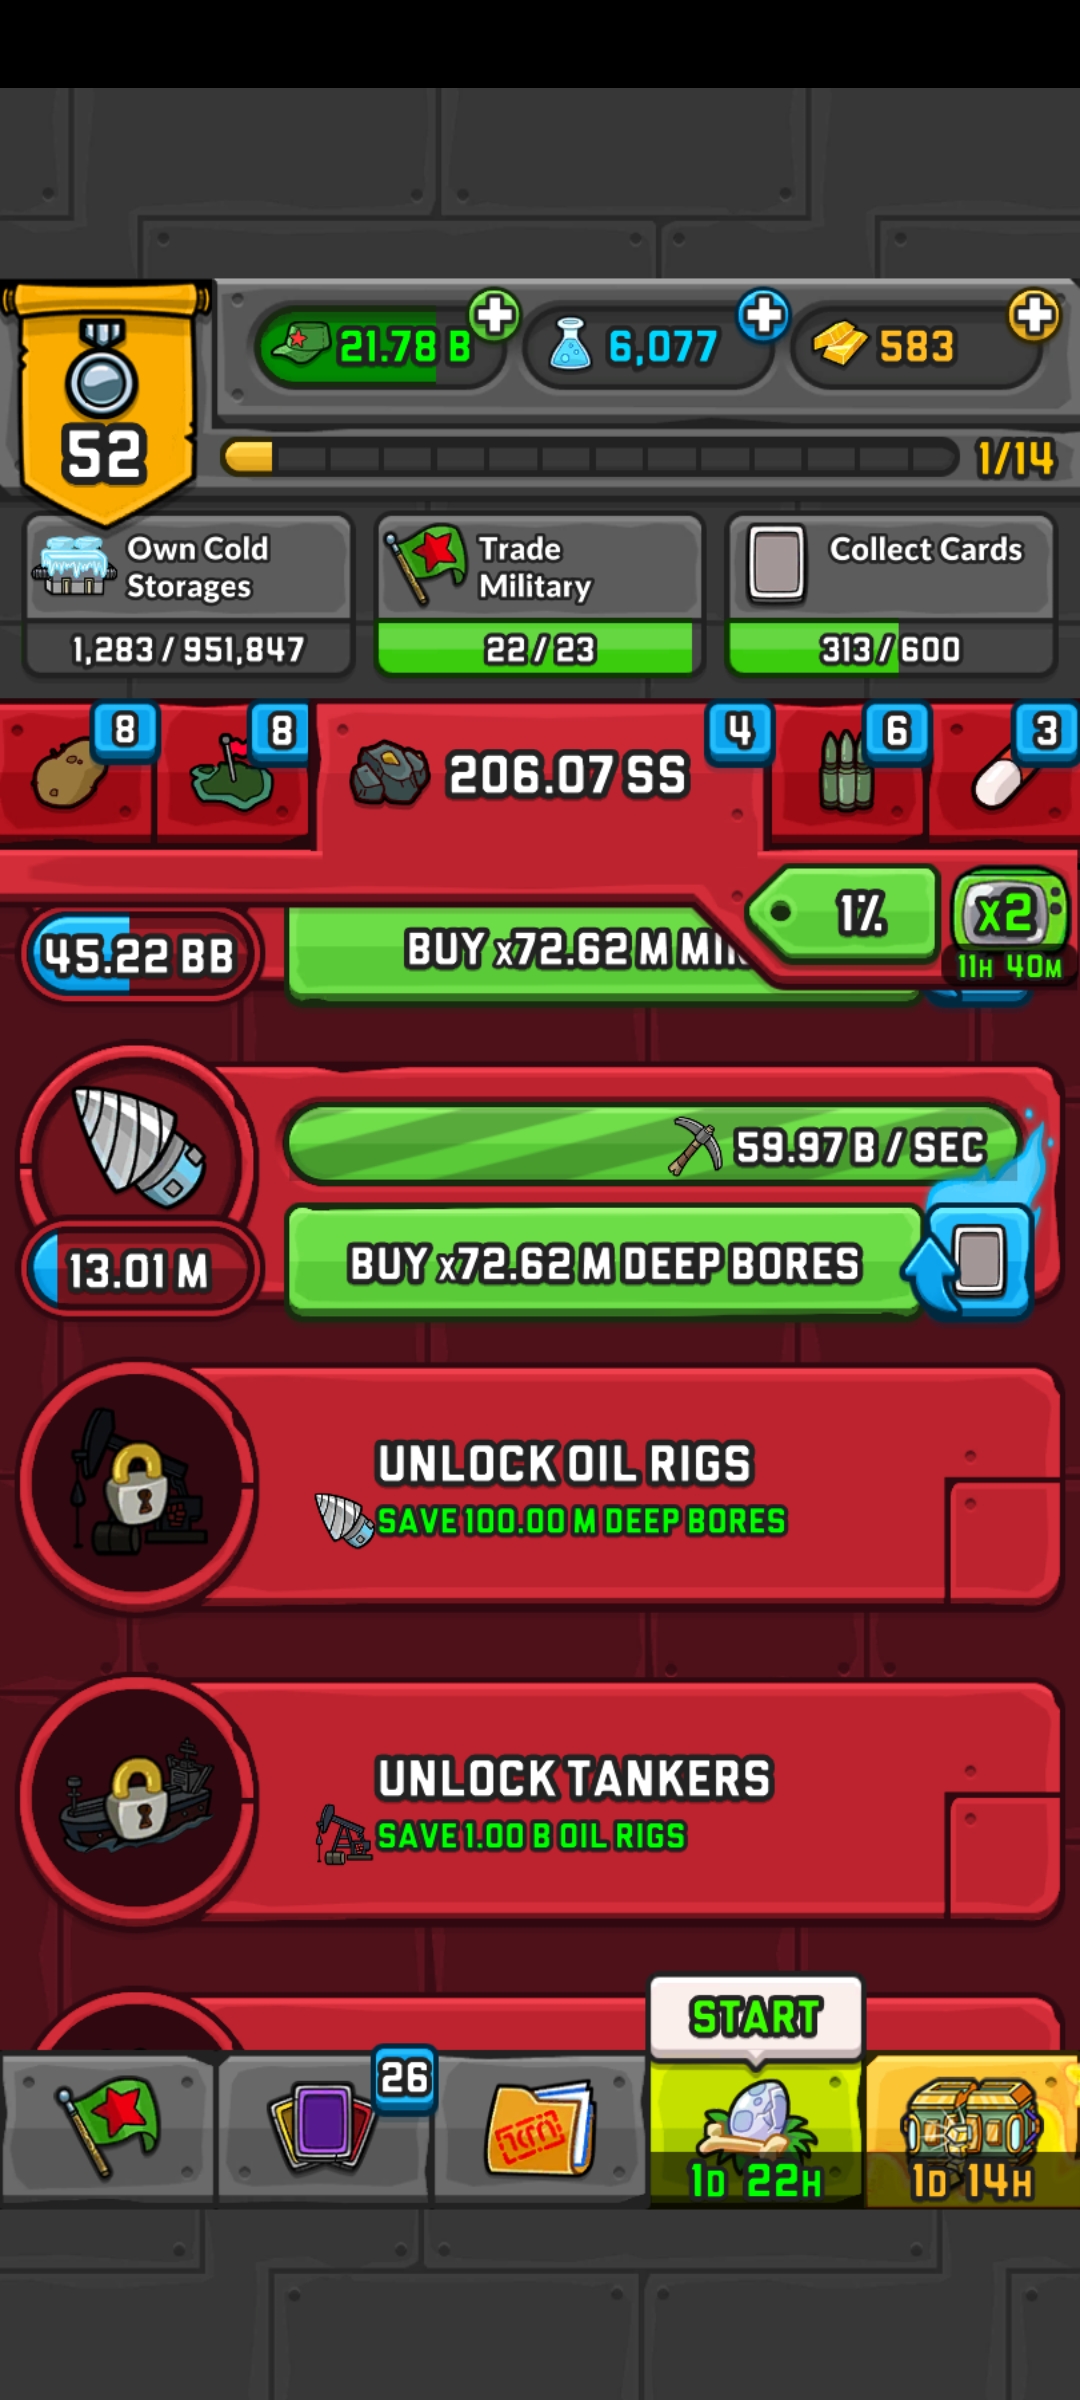 21.78 B
6,077
583
52
1/14
Own Cold
Storages
Trade
Military
Collect Cards
1,283 / 951,847
22 / 23
313 / 600
8
8
206.07 SS
4
6
3
1%
x2
11H 40M
45.22 BB
BUY x72.62 M
59.97 B / SEC
13.01 M
BUY x72.62 M DEEP BORES
UNLOCK OIL RIGS
SAVE 100.00 M DEEP BORES
UNLOCK TANKERS
SAVE 1.00 B OIL RIGS
START
26
1D 22H
1D 14H